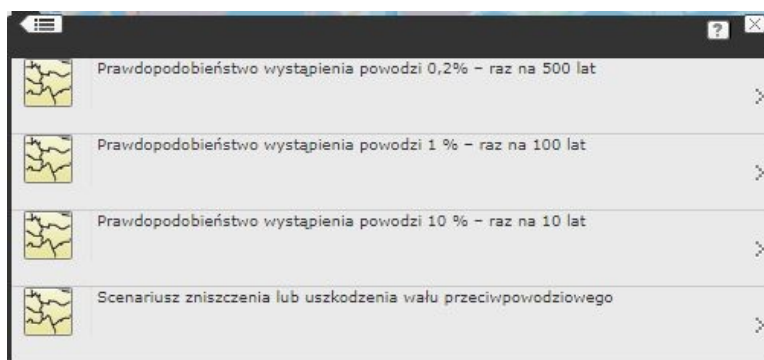 ?
Prawdopodobieństwo wystąpienia powodzi 0,2% – raz na 500 lat
Prawdopodobieństwo wystąpienia powodzi 1 % – raz na 100 lat
Prawdopodobieństwo wystąpienia powodzi 10 % – raz na 10 lat
Scenariusz zniszczenia lub uszkodzenia wału przeciwpowodziowego